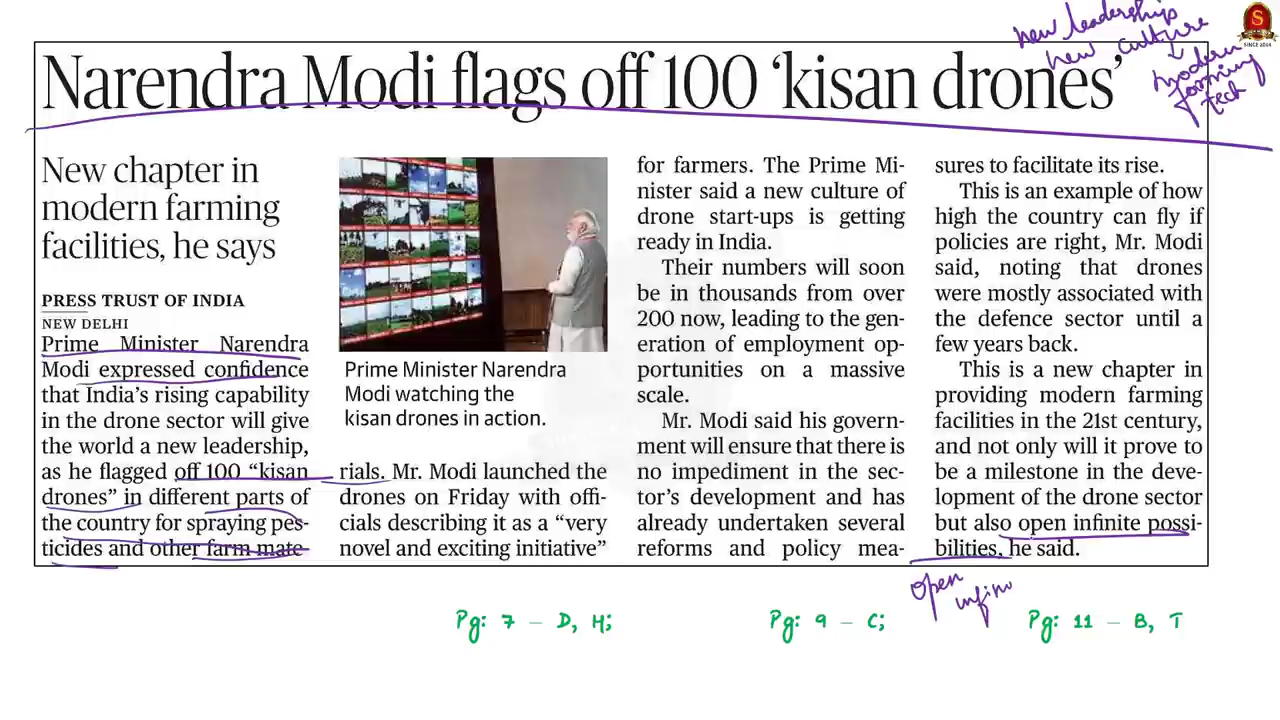 new leadership
new culture
modern
farming
tech
S
SINCE 2014
Narendra Modi flags off 100 ‘kisan drones’
New chapter in
modern farming
facilities, he says
PRESS TRUST OF INDIA
NEW DELHI
Prime Minister Narendra
Modi expressed confidence
that India’s rising capability
in the drone sector will give
the world a new leadership,
as he flagged off 100 “kisan
drones” in different parts of
the country for spraying pes-
ticides and other farm mate-
Prime Minister Narendra
Modi watching the
kisan drones in action.
rials. Mr. Modi launched the
drones on Friday with offi-
cials describing it as a “very
novel and exciting initiative”
for farmers. The Prime Mi-
nister said a new culture of
drone start-ups is getting
ready in India.
Their numbers will soon
be in thousands from over
200 now, leading to the gen-
eration of employment op-
portunities on a massive
scale.
Mr. Modi said his govern-
ment will ensure that there is
no impediment in the sec-
tor’s development and has
already undertaken several
reforms and policy mea-
sures to facilitate its rise.
This is an example of how
high the country can fly if
policies are right, Mr. Modi
said, noting that drones
were mostly associated with
the defence sector until a
few years back.
This is a new chapter in
providing modern farming
facilities in the 21st century,
and not only will it prove to
be a milestone in the deve-
lopment of the drone sector
but also open infinite possi-
bilities, he said.
open
infin
Pg: 7 – D, H; Pg: 9 – C; Pg: 11 – B, T